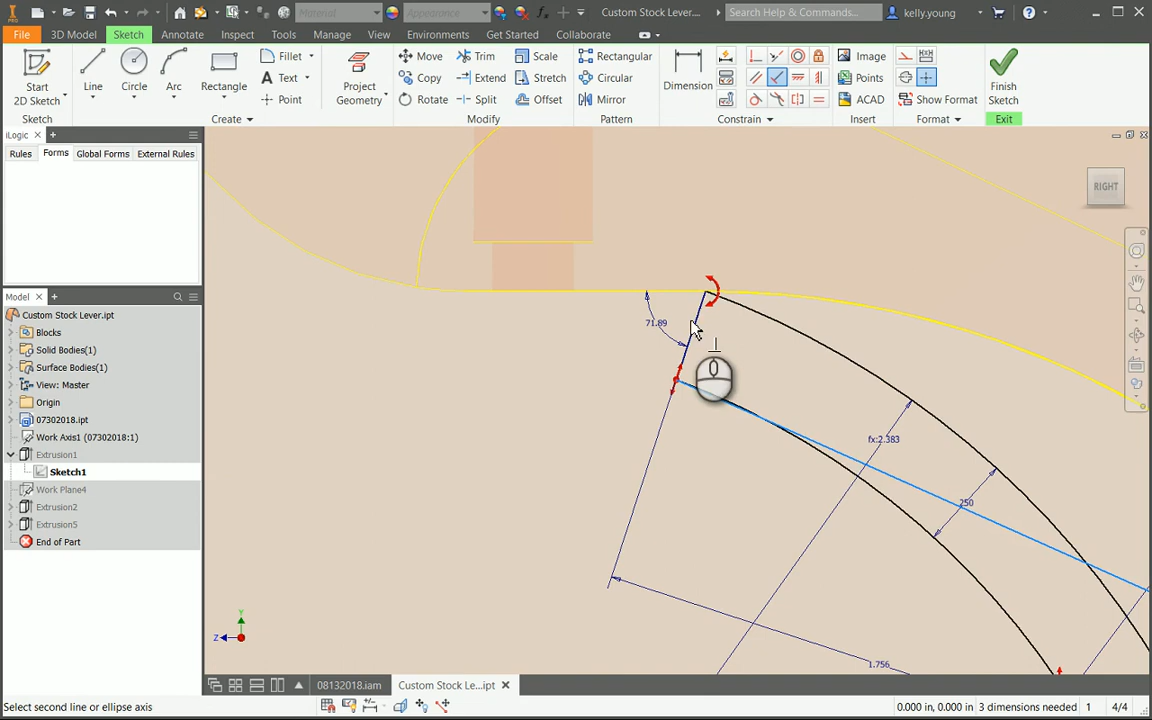 PRO
Material
Appearance
Custom Stock Lever...
Search Help & Commands...
kelly.young
File
3D Model
Sketch
Annotate
Inspect
Tools
Manage
View
Environments
Get Started
Collaborate
Start
2D Sketch
Line
Circle
Arc
Rectangle
Fillet
Text
Point
Project
Geometry
Move
Trim
Scale
Copy
Extend
Stretch
Rotate
Split
Offset
Rectangular
Circular
Mirror
Dimension
Image
Points
ACAD
Show Format
Finish
Sketch
Sketch
Create
Modify
Pattern
Constrain
Insert
Format
Exit
iLogic
Rules
Forms
Global Forms
External Rules
RIGHT
Model
Custom Stock Lever.ipt
Blocks
Solid Bodies(1)
Surface Bodies(1)
View: Master
Origin
07302018.ipt
Work Axis1 (07302018:1)
Extrusion1
Sketch1
Work Plane4
Extrusion2
Extrusion5
End of Part
71.89
fx:2.383
.250
1.756
Y
Z
08132018.iam
Custom Stock Le...ipt
Select second line or ellipse axis
0.000 in, 0.000 in
3 dimensions needed
1
4/4